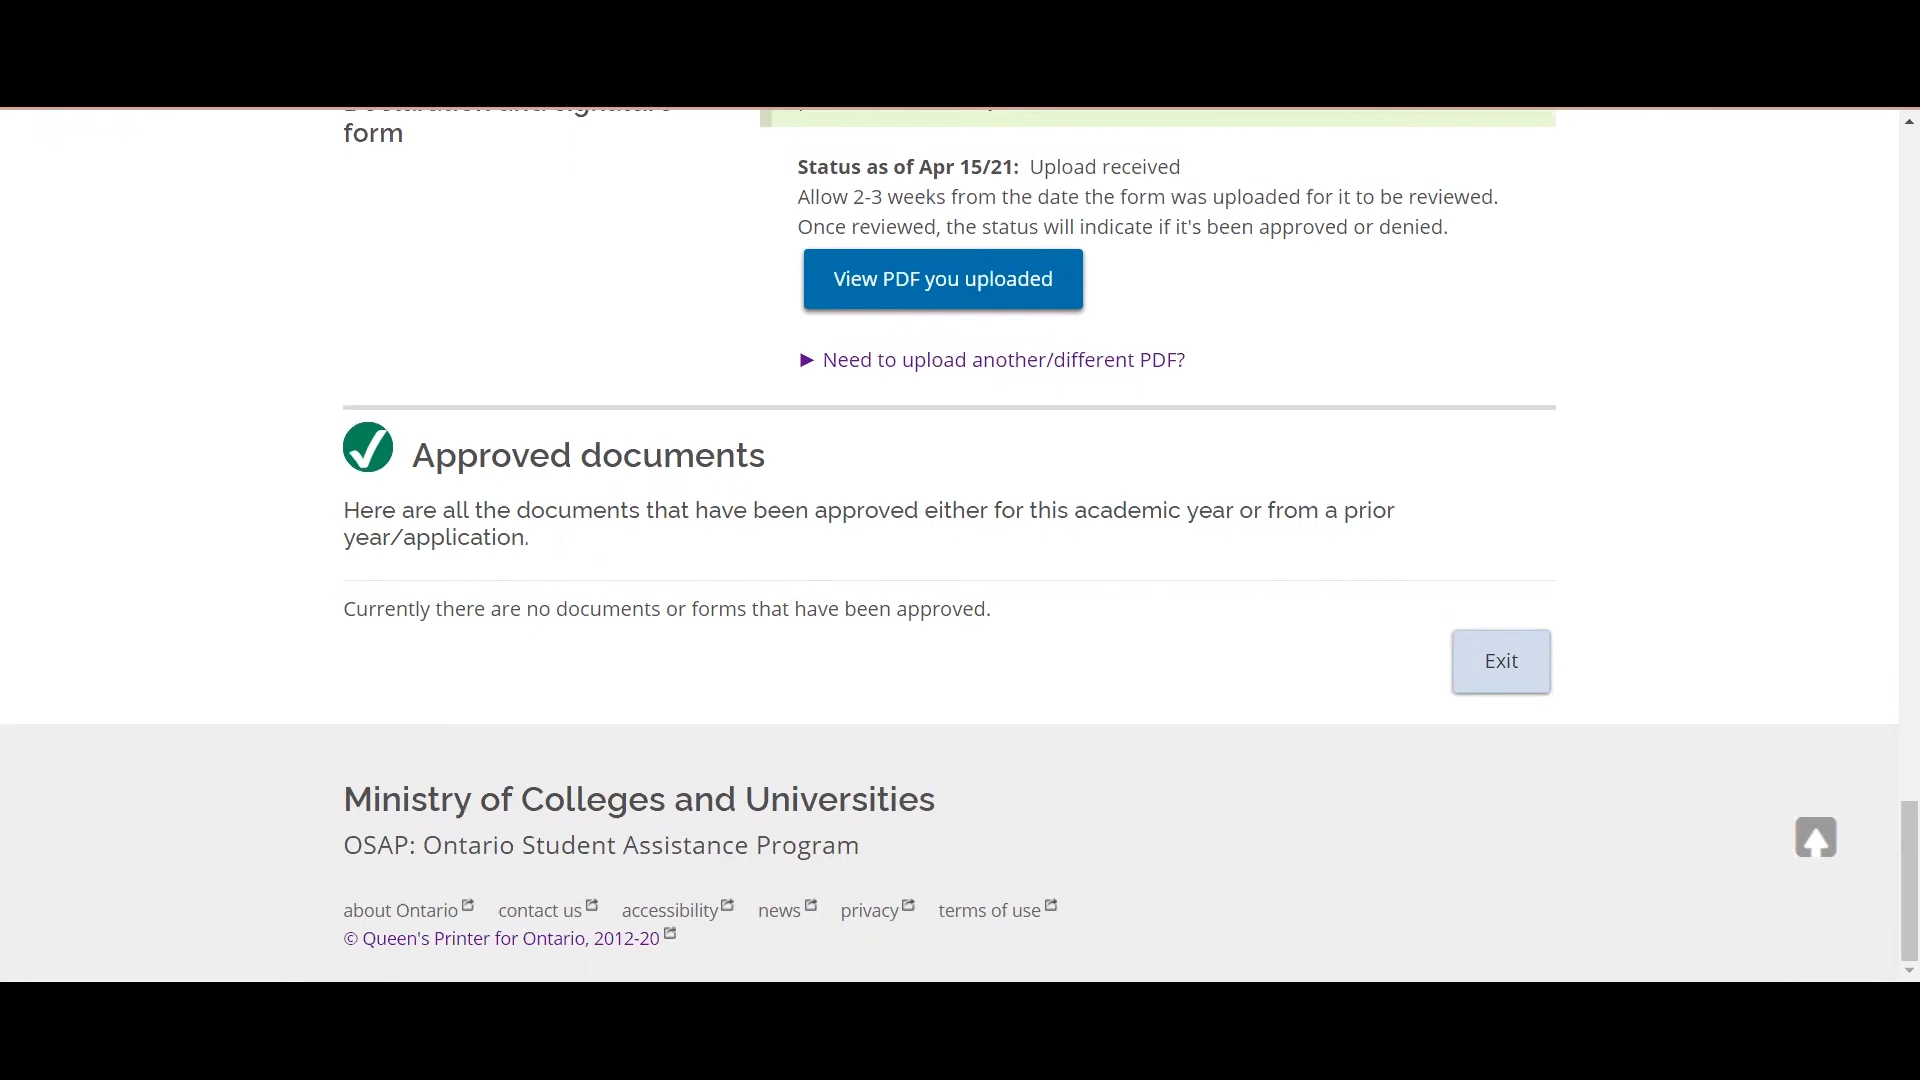 form
Status as of Apr 15/21: Upload received
Allow 2-3 weeks from the date the form was uploaded for it to be reviewed.
Once reviewed, the status will indicate if it's been approved or denied.
View PDF you uploaded
► Need to upload another/different PDF?
Approved documents
Here are all the documents that have been approved either for this academic year or from a prior
year/application.
Currently there are no documents or forms that have been approved.
Exit
Ministry of Colleges and Universities
OSAP: Ontario Student Assistance Program
about Ontario contact us accessibility news privacy terms of use
© Queen's Printer for Ontario, 2012-20